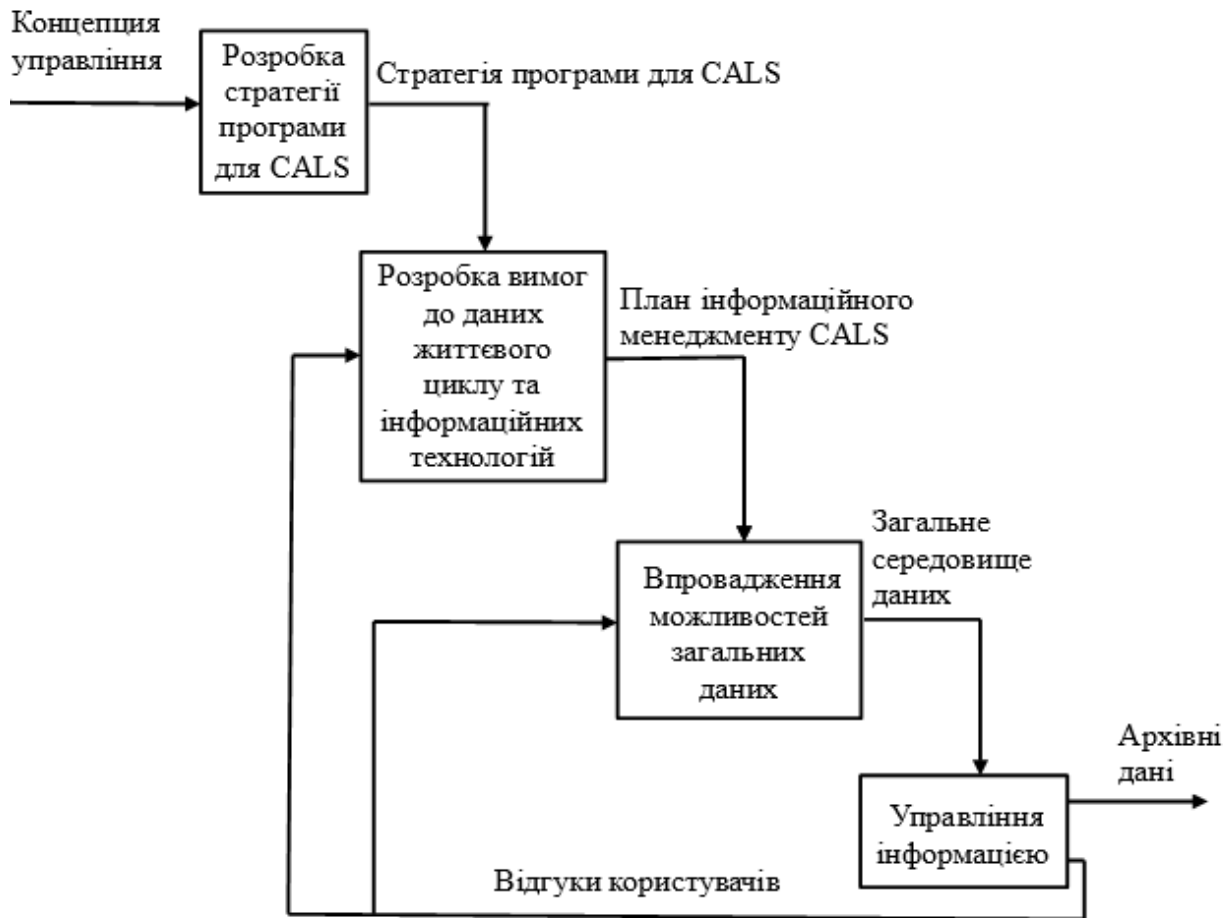 Концепция
управління
Розробка
стратегії
програми
для CALS
Стратегія програми для CALS
Розробка вимог
до даних
життєвого
циклу та
інформаційних
технологій
План інформаційного
менеджменту CALS
Впровадження
можливостей
загальних
даних
Загальне
середовище
даних
Управління
інформацією
Архівні
дані
Відгуки користувачів